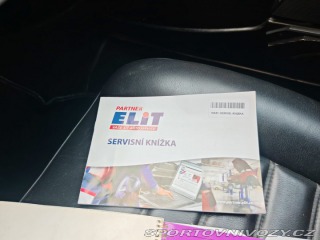 PARTNER
ELIT
SERVISNÍ KNÍŽKA
SPORTOVNIVOZY.CZ